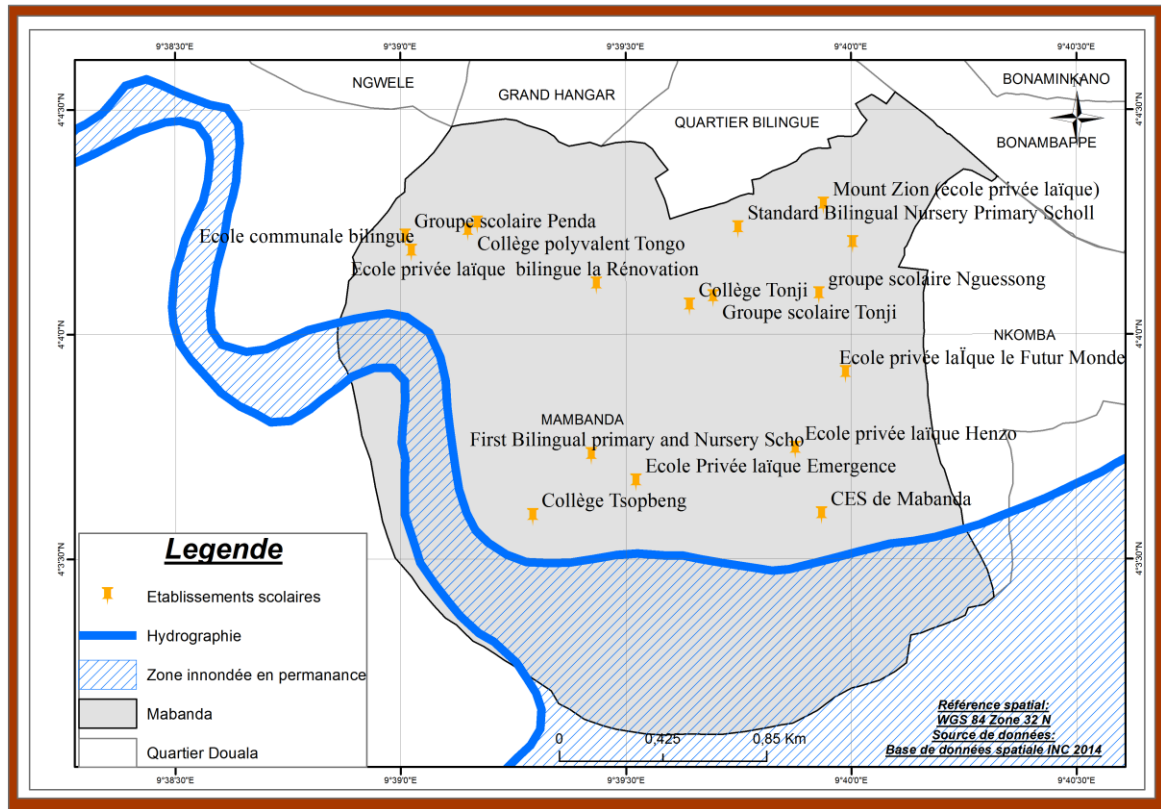 9°38'30"E 9°39'0"E 9°39'30"E 9°40'0"E 9°40'30"E
BONAMINKANO
NGWELE
GRAND HANGAR
4°4'30"N 4°4'30"N
QUARTIER BILINGUE
BONAMBAPPE
Mount Zion (école privée laïque)
Groupe scolaire Penda
Standard Bilingual Nursery Primary Scholl
Ecole communale bilingue
Collège polyvalent Tongo
Ecole privée laïque bilingue la Rénovation
groupe scolaire Nguessong
Collège Tonji
Groupe scolaire Tonji
4°4'0"N 4°4'0"N
NKOMBA
Ecole privée laÏque le Futur Monde
MAMBANDA
First Bilingual primary and Nursery Scho
Ecole privée laïque Henzo
Ecole Privée laïque Emergence
Collège Tsopbeng
CES de Mabanda
4°3'30"N 4°3'30"N
Legende
Etablissements scolaires
Hydrographie
Zone innondée en permanance
Mabanda
Quartier Douala
Référence spatial:
WGS 84 Zone 32 N
Source de données:
Base de données spatiale INC 2014
0 0,425 0,85 Km
9°38'30"E 9°39'0"E 9°39'30"E 9°40'0"E 9°40'30"E